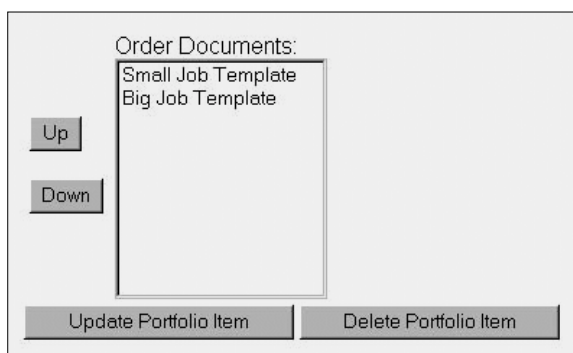 Order Documents:
Small Job Template
Big Job Template
Up
Down
Update Portfolio Item
Delete Portfolio Item